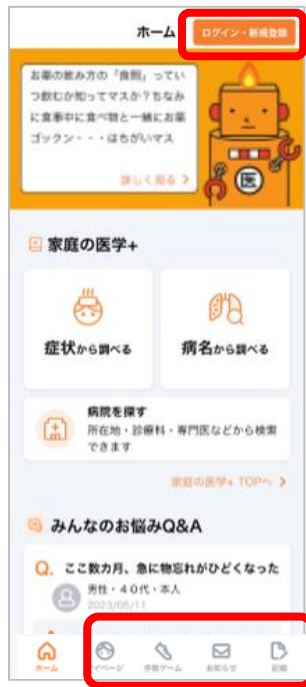 ホーム
ログイン・新規登録
お薬の飲み方の「食間」ってい
つ飲むか知ってマスか？ちなみ
に食事中に食べ物と一緒にお薬
ゴックン・・・はちがいマス
詳しく見る
医
家庭の医学+
症状から調べる
病名から調べる
病院を探す
所在地・診療科・専門医などから検索
できます
家庭の医学+ TOPへ
みんなのお悩みQ&A
Q. ここ数カ月、急に物忘れがひどくなった
男性・40代・本人
2023/05/11
ホーム
マイページ
歩数ゲーム
お知らせ
記録